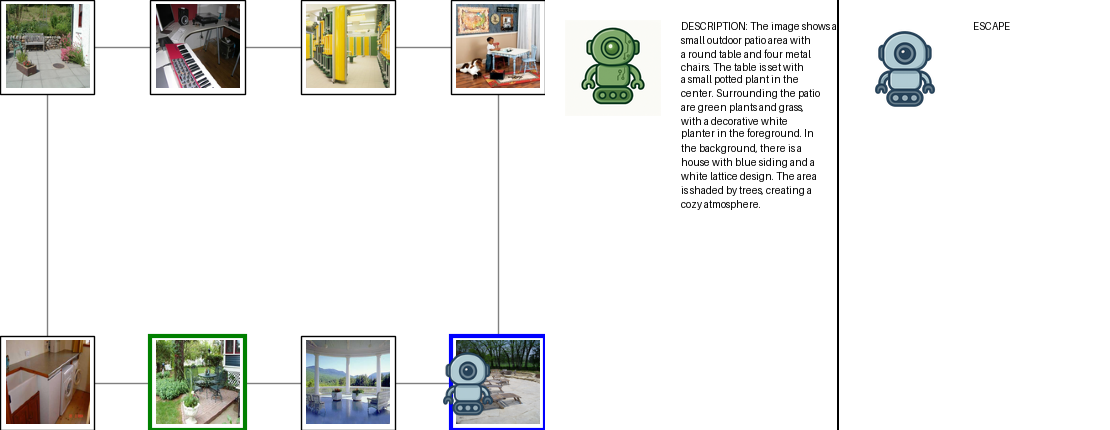 DESCRIPTION: The image shows a
small outdoor patio area with
a round table and four metal
chairs. The table is set with
a small potted plant in the
center. Surrounding the patio
are green plants and grass,
with a decorative white
planter in the foreground. In
the background, there is a
house with blue siding and a
white lattice design. The area
is shaded by trees, creating a
cozy atmosphere.
ESCAPE